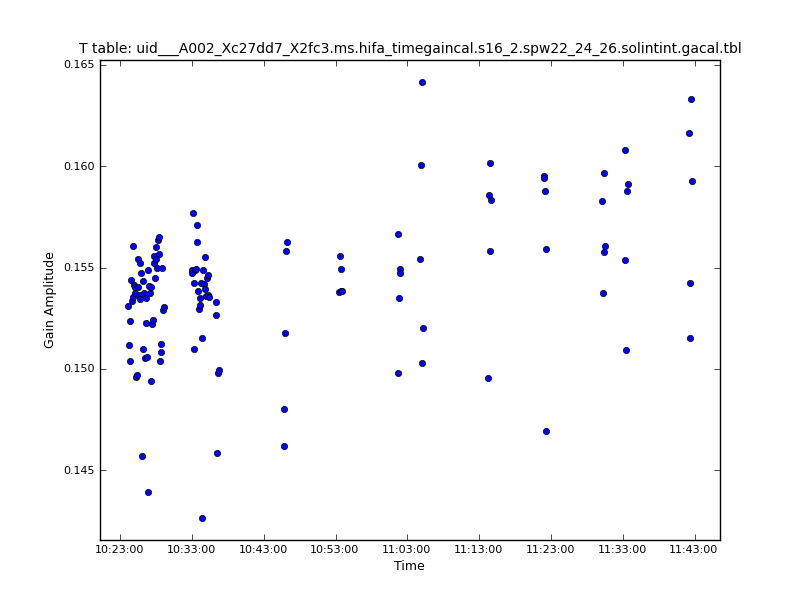 T table: uid___A002_Xc27dd7_X2fc3.ms.hifa_timegaincal.s16_2.spw22_24_26.solintint.gacal.tbl
0.165
0.160
0.155
0.150
0.145
Gain Amplitude
10:23:00 10:33:00 10:43:00 10:53:00 11:03:00 11:13:00 11:23:00 11:33:00 11:43:00
Time